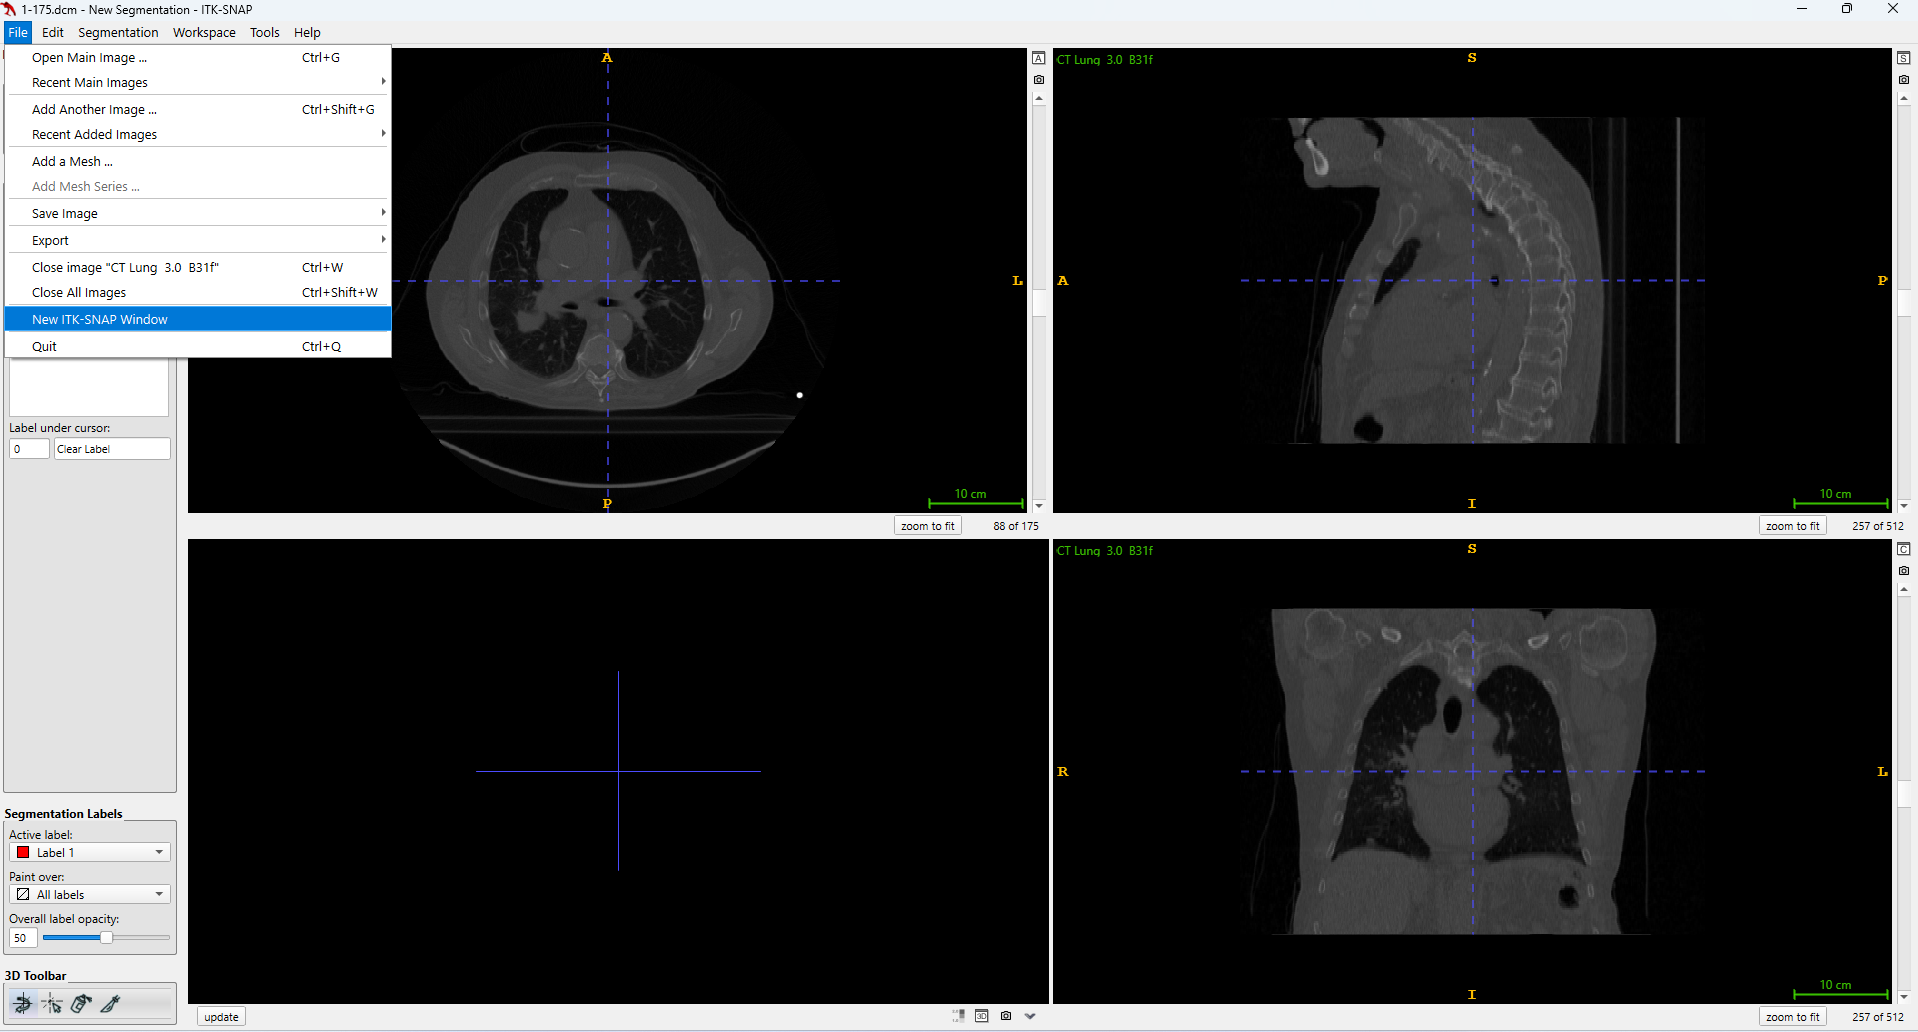 1-175.dcm - New Segmentation - ITK-SNAP
File Edit Segmentation Workspace Tools Help
Open Main Image ... Ctrl+G
Recent Main Images
Add Another Image ... Ctrl+Shift+G
Recent Added Images
Add a Mesh ...
Add Mesh Series ...
Save Image
Export
Close image "CT Lung 3.0 B31f" Ctrl+W
Close All Images Ctrl+Shift+W
New ITK-SNAP Window
Quit Ctrl+Q
Label under cursor:
0 Clear Label
Segmentation Labels
Active label:
Label 1
Paint over:
All labels
Overall label opacity:
50
3D Toolbar
A
A
L
P
10 cm
zoom to fit 88 of 175
CT Lung 3.0 B31f
S
S
A
P
I
10 cm
zoom to fit 257 of 512
update
3D
CT Lung 3.0 B31f
S
C
R
L
I
10 cm
zoom to fit 257 of 512